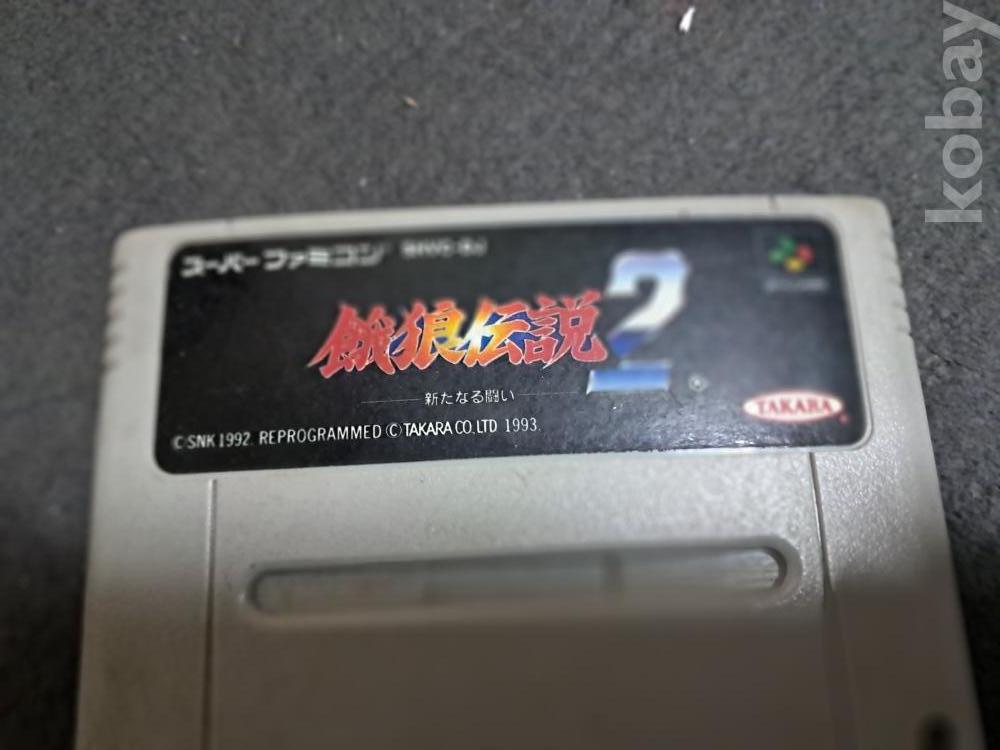 スーパーファミコン
餓狼伝説2
新たなる闘い
TAKARA
©SNK 1992. REPROGRAMMED ©TAKARA CO.,LTD 1993.
kobay